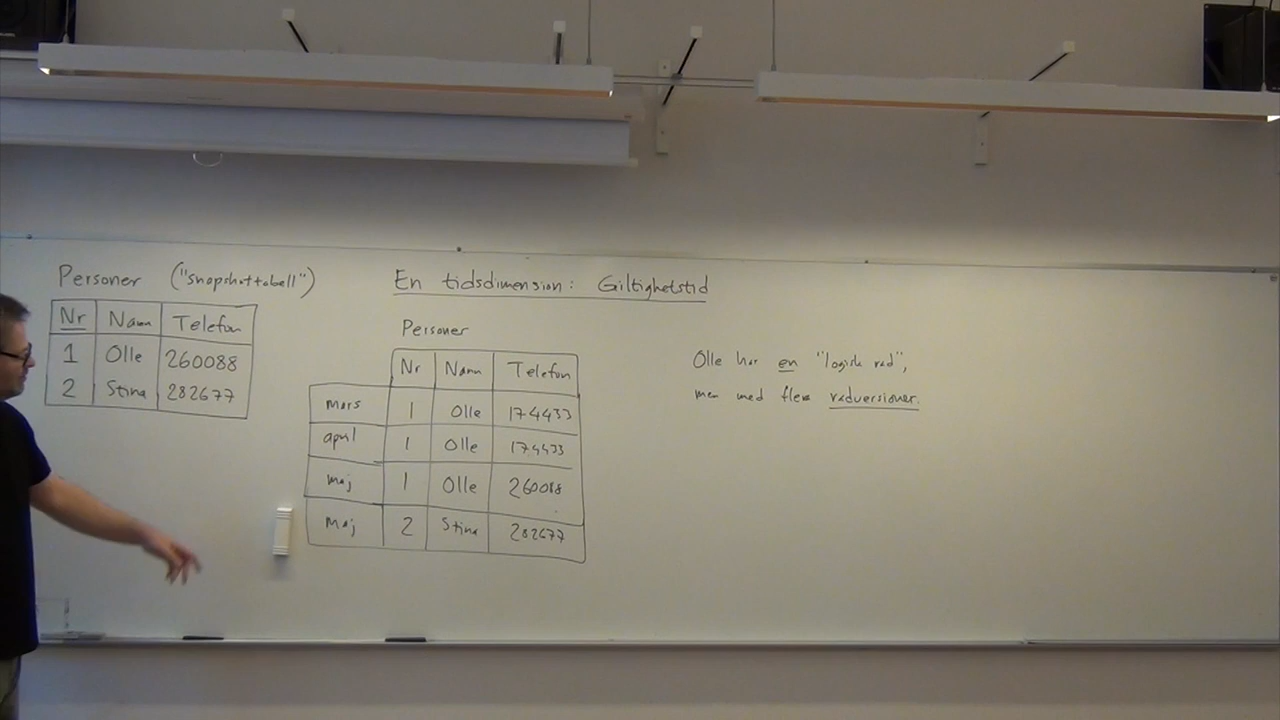 Personer ("snapshottabell")
Nr Namn Telefon
1 Olle 260088
2 Stina 282677
En tidsdimension: Giltighetstid
Personer
Nr Namn Telefon
mars 1 Olle 174433
april 1 Olle 174433
maj 1 Olle 260088
maj 2 Stina 282677
Olle har en "logisk rad",
men med flera radversioner.